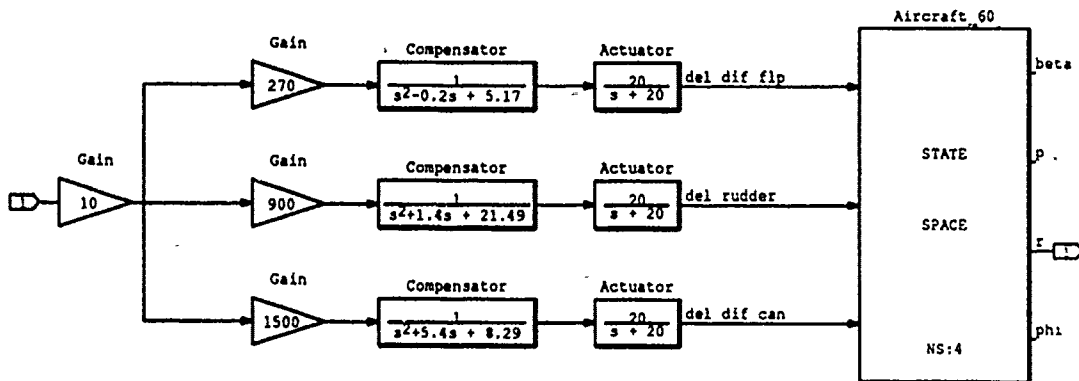 Aircraft 60
Gain
Compensator
Actuator
270
1
s²-0.2s + 5.17
20
s + 20
del dif flp
beta
Gain
10
Gain
Compensator
Actuator
900
1
s²+1.4s + 21.49
20
s + 20
del rudder
STATE
p
SPACE
r
1
1
Gain
Compensator
Actuator
1500
1
s²+5.4s + 8.29
20
s + 20
del dif can
NS:4
phi